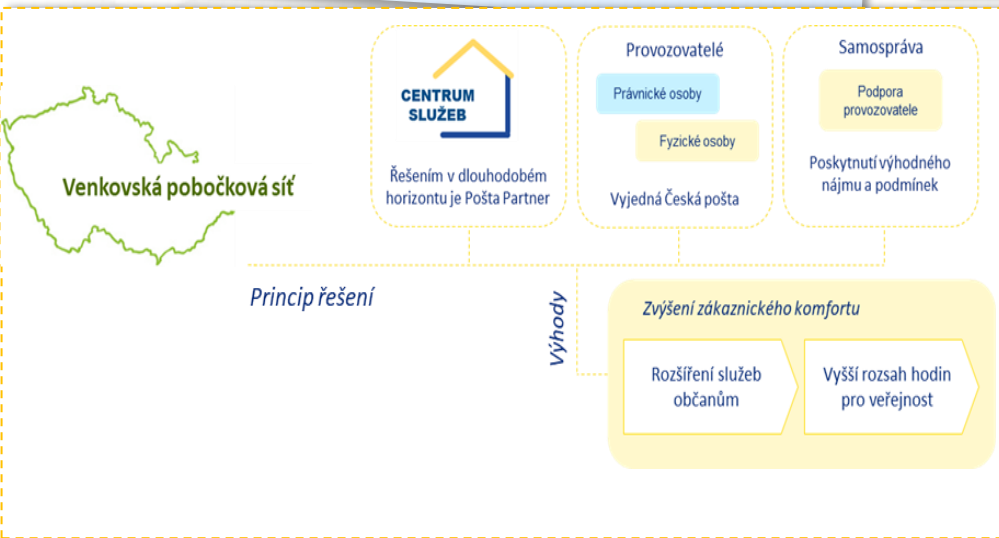 Venkovská pobočková síť
CENTRUM
SLUŽEB
Řešením v dlouhodobém
horizontu je Pošta Partner
Provozovatelé
Právnické osoby
Fyzické osoby
Vyjedná Česká pošta
Samospráva
Podpora
provozovatele
Poskytnutí výhodného
nájmu a podmínek
Princip řešení
Výhody
Zvýšení zákaznického komfortu
Rozšíření služeb
občanům
Vyšší rozsah hodin
pro veřejnost